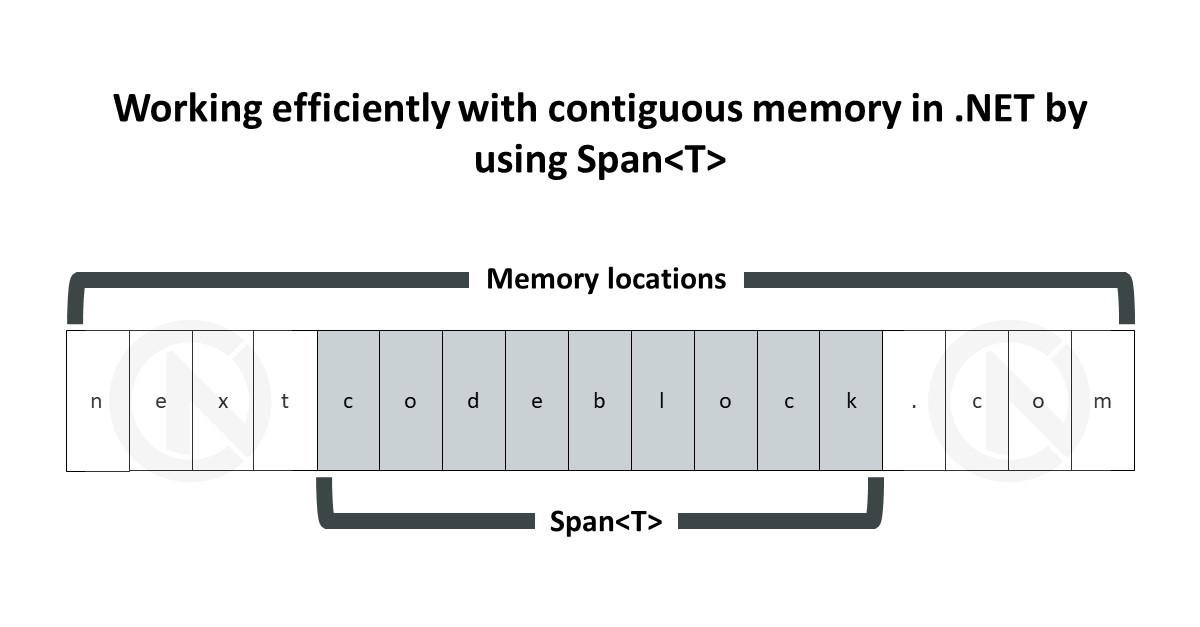 Working efficiently with contiguous memory in .NET by
using Span<T>
Memory locations
n e x t c o d e b l o c k . c o m
Span<T>